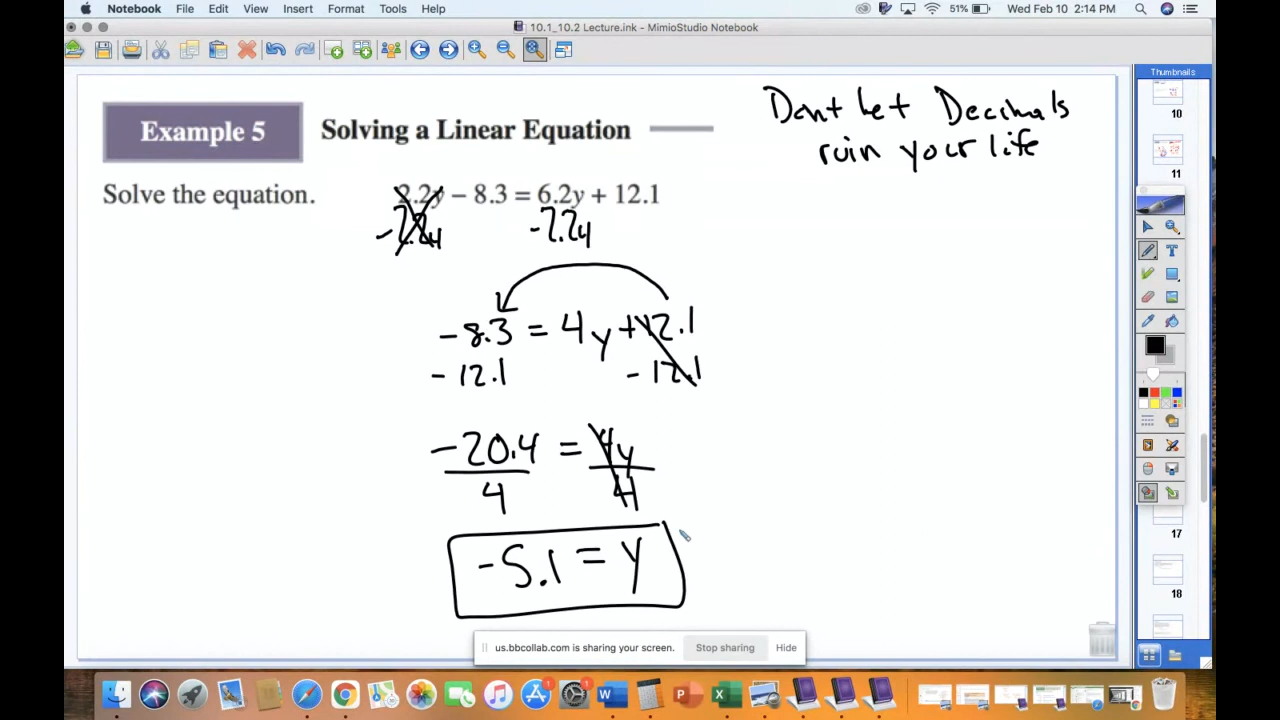 Notebook File Edit View Insert Format Tools Help 51% Wed Feb 10 2:14 PM
10.1_10.2 Lecture.ink - MimioStudio Notebook
Thumbnails
10
11
17
18
Dont Let Decimals
ruin your life
Example 5 Solving a Linear Equation
Solve the equation. 2.2y − 8.3 = 6.2y + 12.1
-2.2y -2.2y
-8.3 = 4y+12.1
-12.1 -12.1
-20.4 = 4y
4 4
-5.1 = y
us.bbcollab.com is sharing your screen. Stop sharing Hide